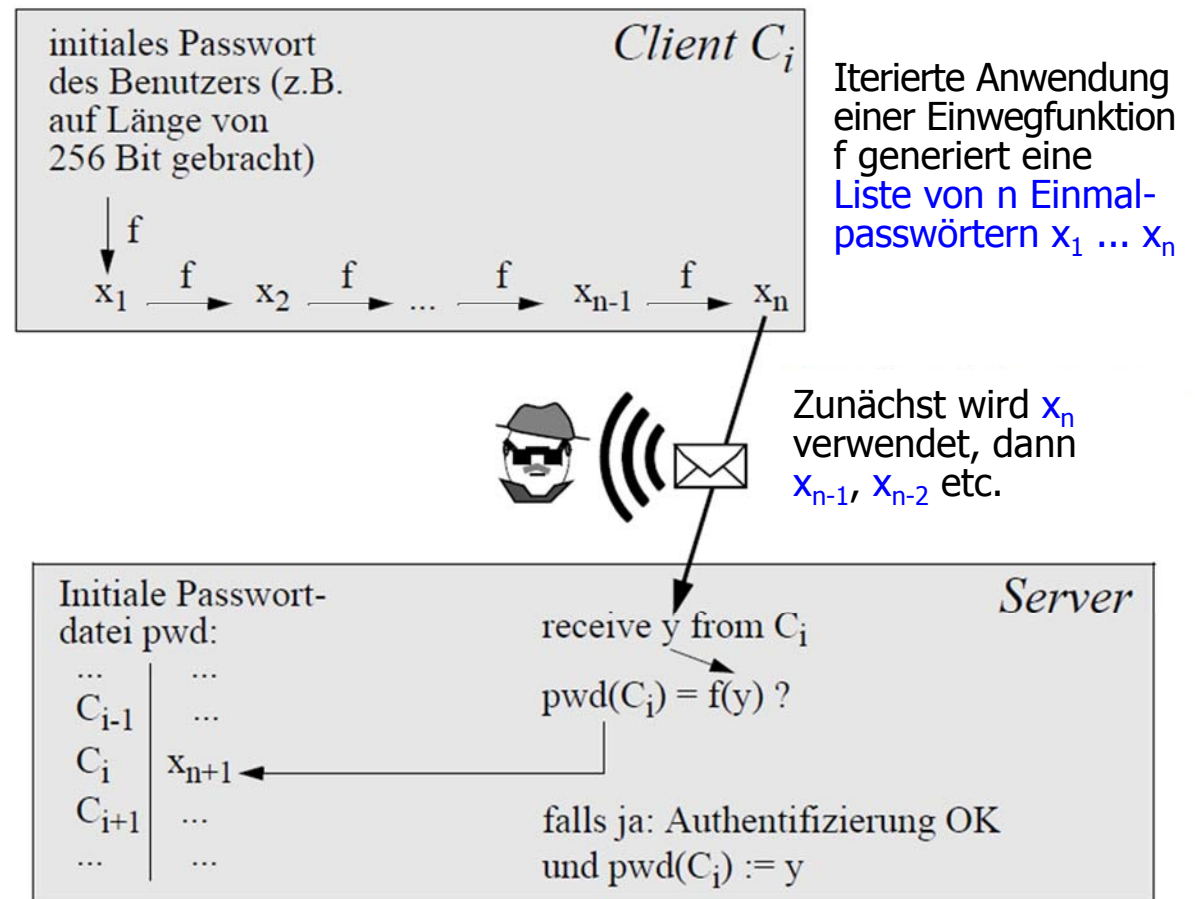 initiales Passwort
des Benutzers (z.B.
auf Länge von
256 Bit gebracht)
Client Cᵢ
f
x₁ f x₂ f ... f xₙ₋₁ f xₙ
Iterierte Anwendung
einer Einwegfunktion
f generiert eine
Liste von n Einmal-
passwörtern x₁ ... xₙ
Zunächst wird xₙ
verwendet, dann
xₙ₋₁, xₙ₋₂ etc.
Server
Initiale Passwort-
datei pwd:
... ...
Cᵢ₋₁ ...
Cᵢ xₙ₊₁
Cᵢ₊₁ ...
... ...
receive y from Cᵢ
pwd(Cᵢ) = f(y) ?
falls ja: Authentifizierung OK
und pwd(Cᵢ) := y